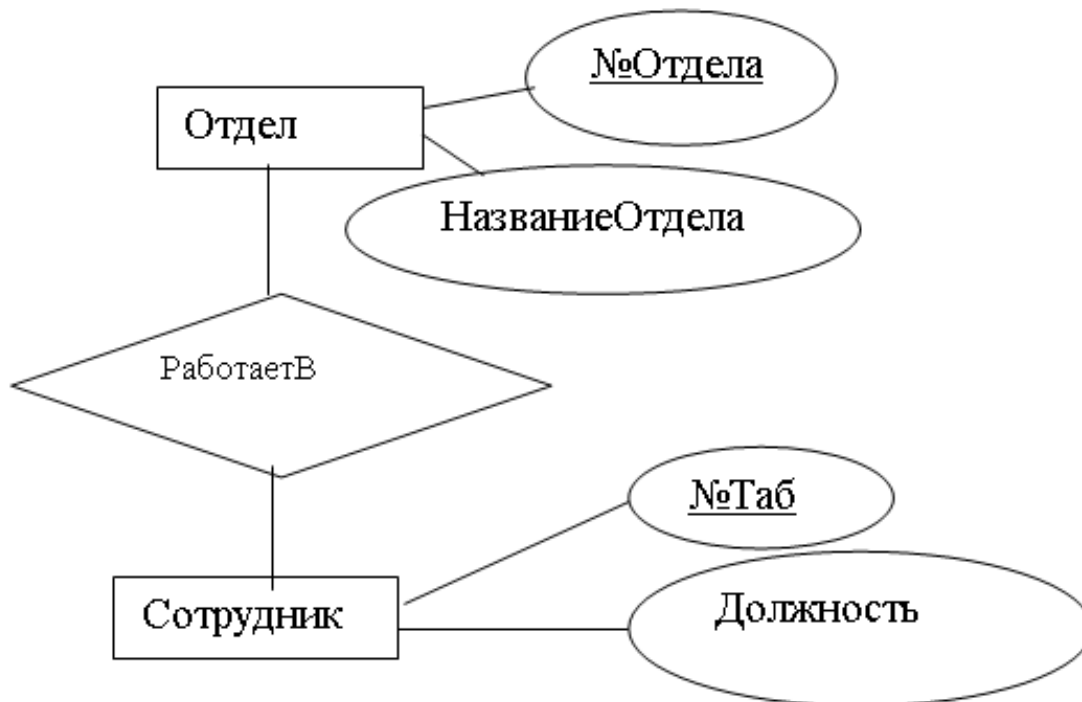 №Отдела
Отдел
НазваниеОтдела
РаботаетВ
№Таб
Сотрудник
Должность